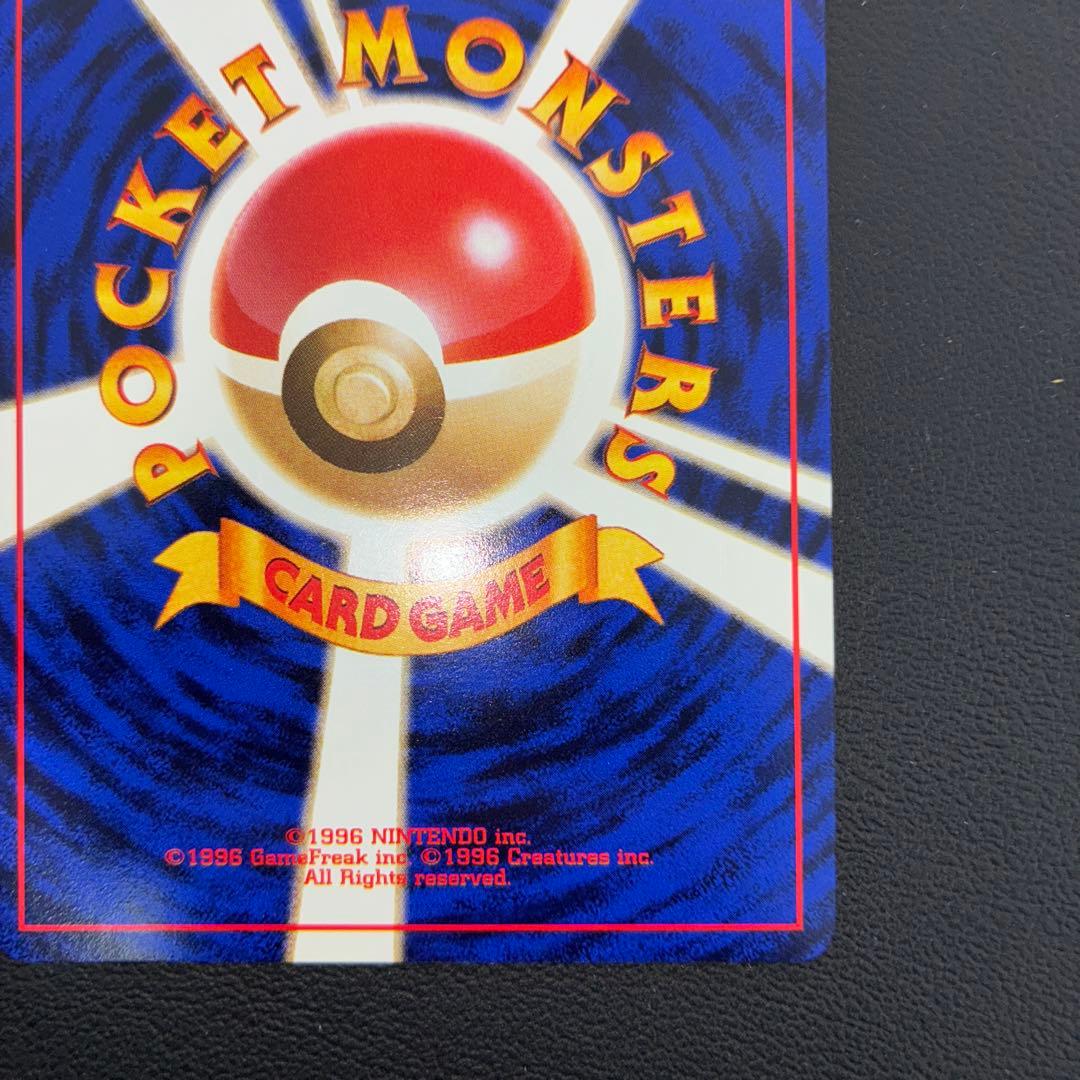 POCKET MONSTERS
CARD GAME
©1996 NINTENDO inc.
©1996 GameFreak inc. ©1996 Creatures inc.
All Rights reserved.